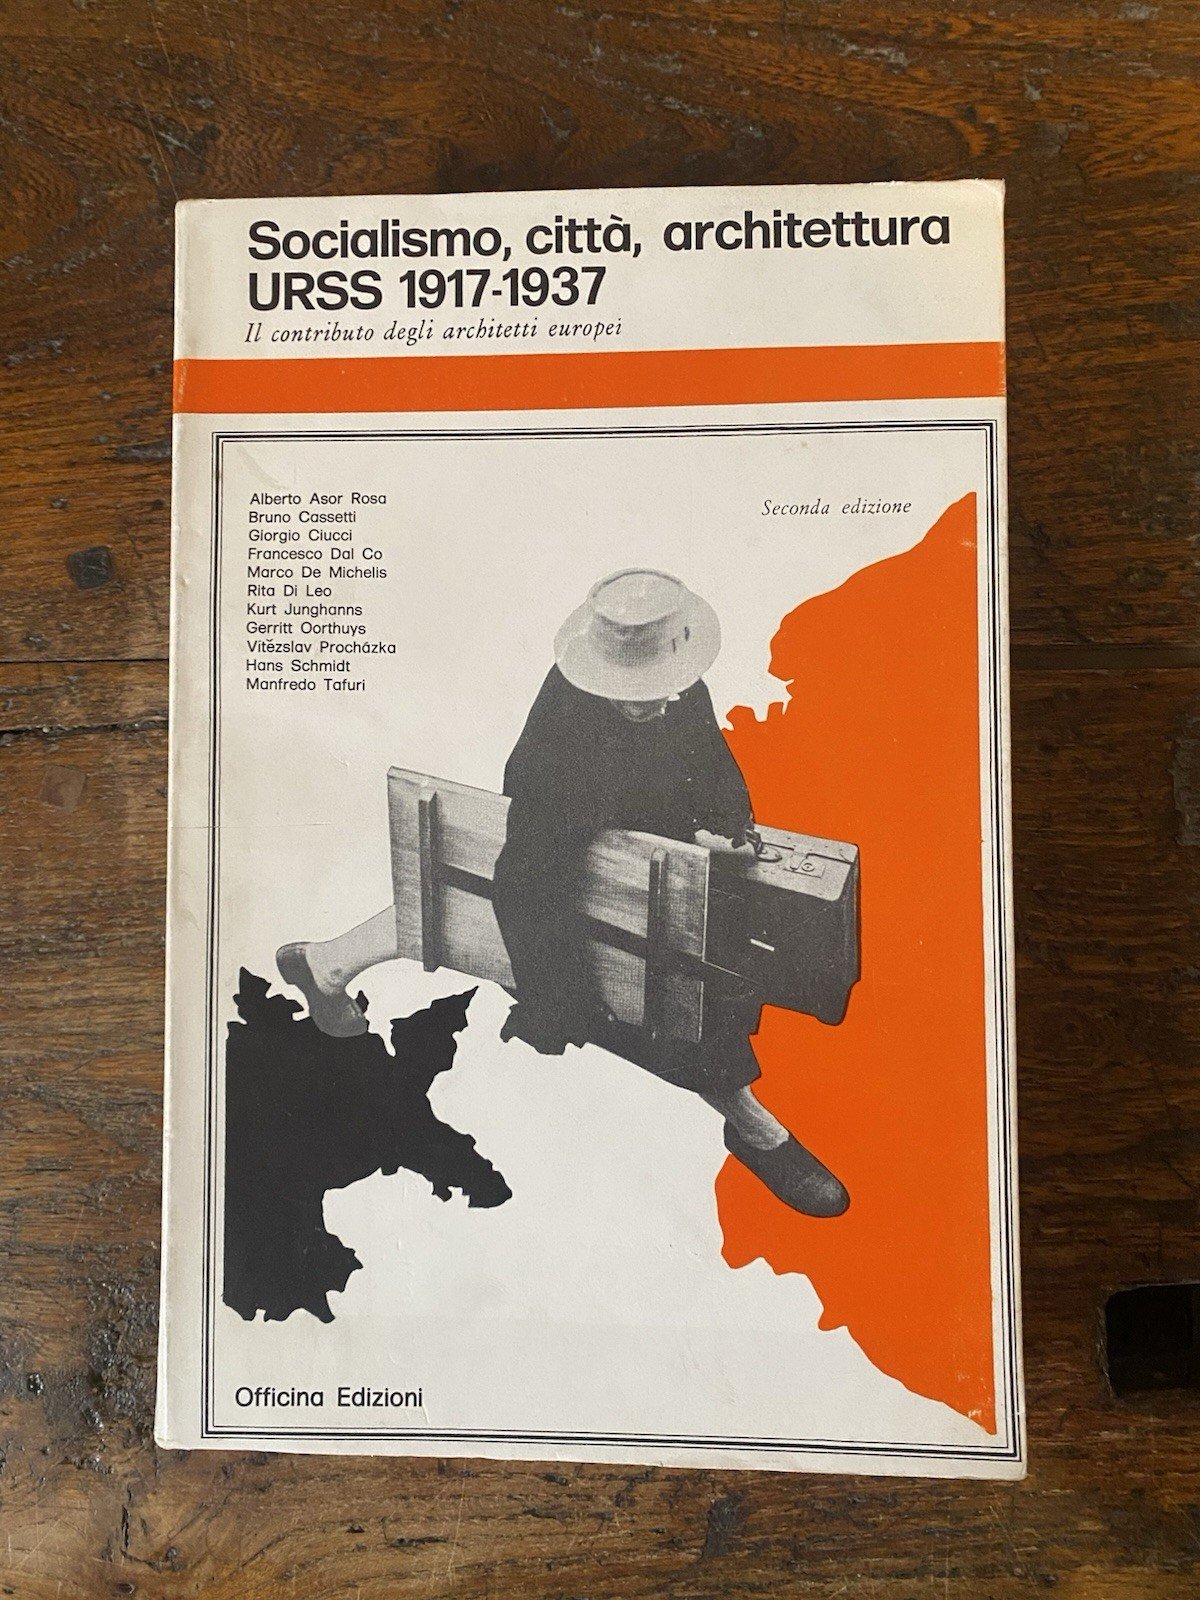 Socialismo, città, architettura
URSS 1917-1937
Il contributo degli architetti europei
Alberto Asor Rosa
Bruno Cassetti
Giorgio Ciucci
Francesco Dal Co
Marco De Michelis
Rita Di Leo
Kurt Junghanns
Gerritt Oorthuys
Vítězslav Procházka
Hans Schmidt
Manfredo Tafuri
Seconda edizione
Officina Edizioni